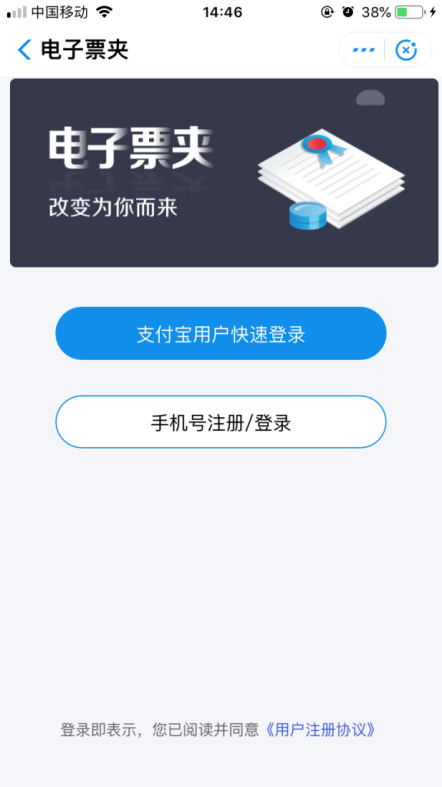 中国移动 14:46 38%
电子票夹
电子票夹
改变为你而来
支付宝用户快速登录
手机号注册/登录
登录即表示，您已阅读并同意《用户注册协议》